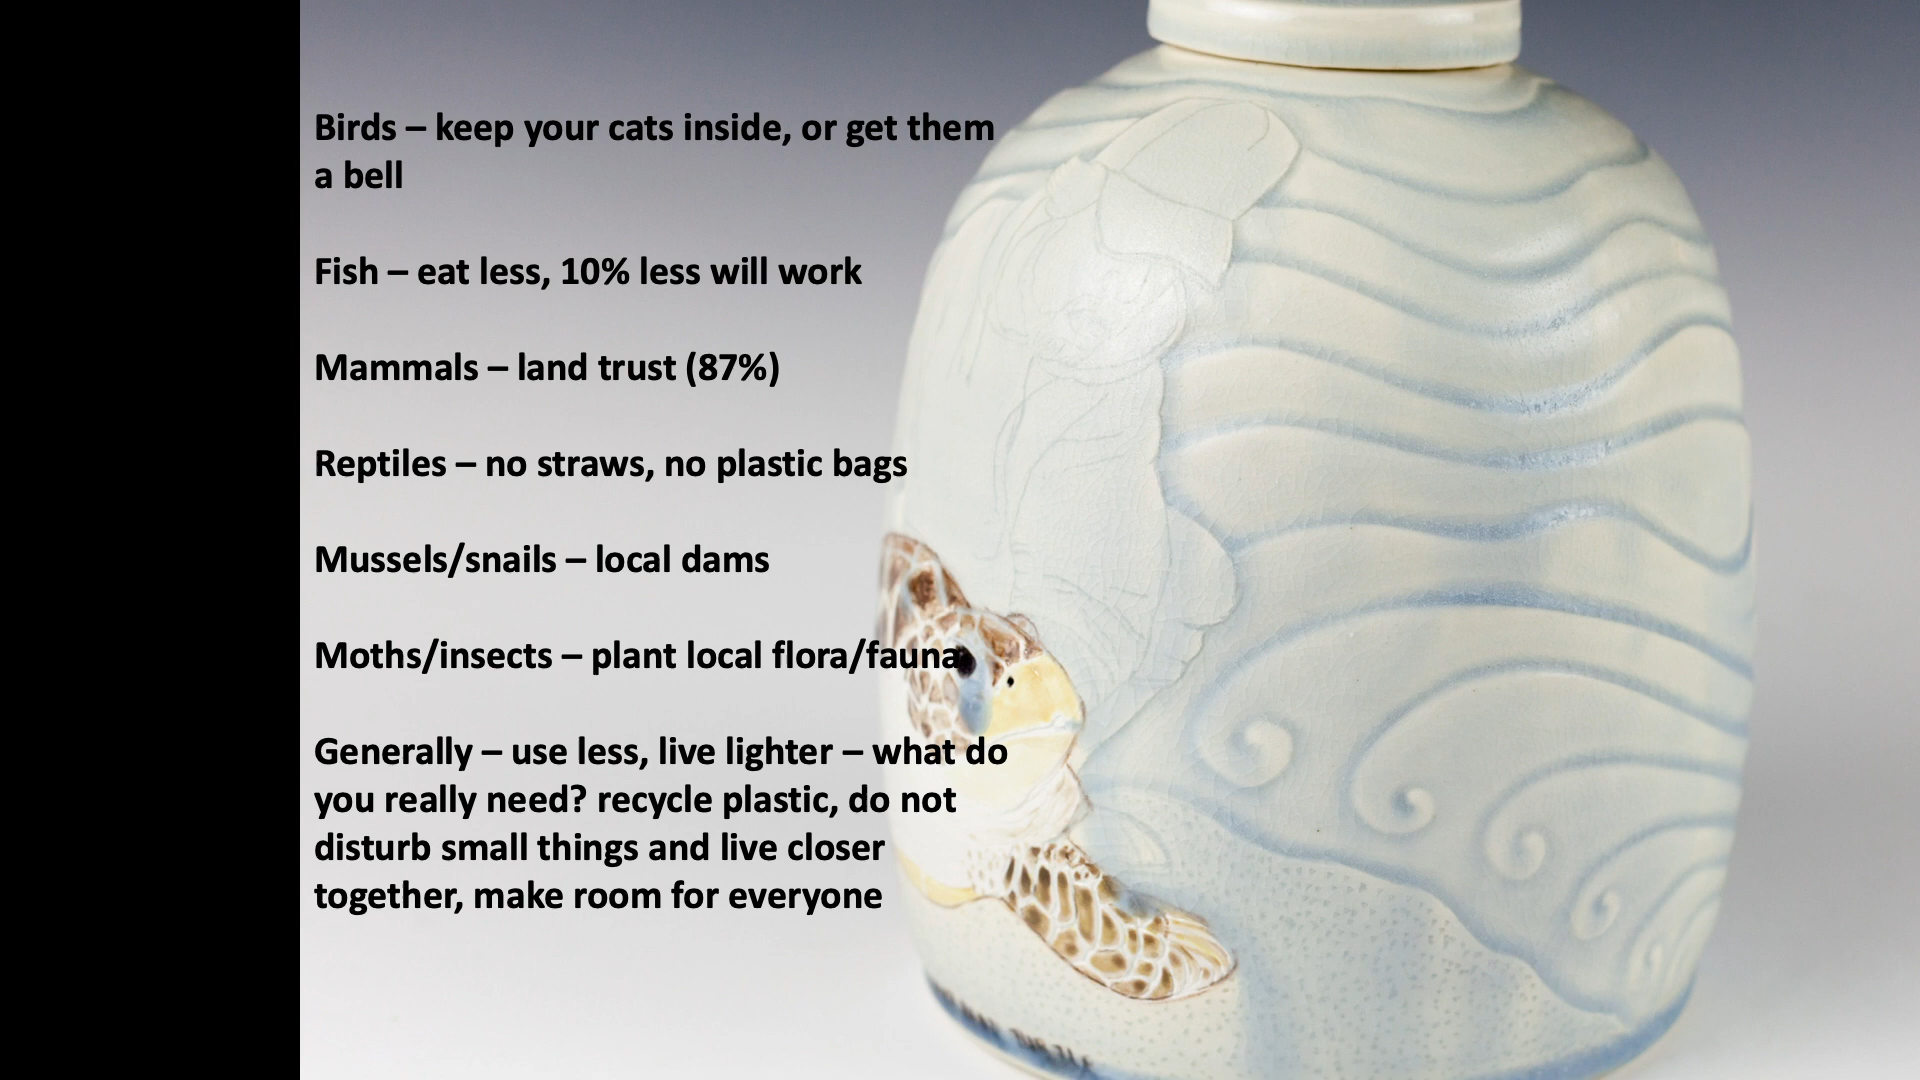 Birds – keep your cats inside, or get them
a bell
Fish – eat less, 10% less will work
Mammals – land trust (87%)
Reptiles – no straws, no plastic bags
Mussels/snails – local dams
Moths/insects – plant local flora/fauna
Generally – use less, live lighter – what do
you really need? recycle plastic, do not
disturb small things and live closer
together, make room for everyone